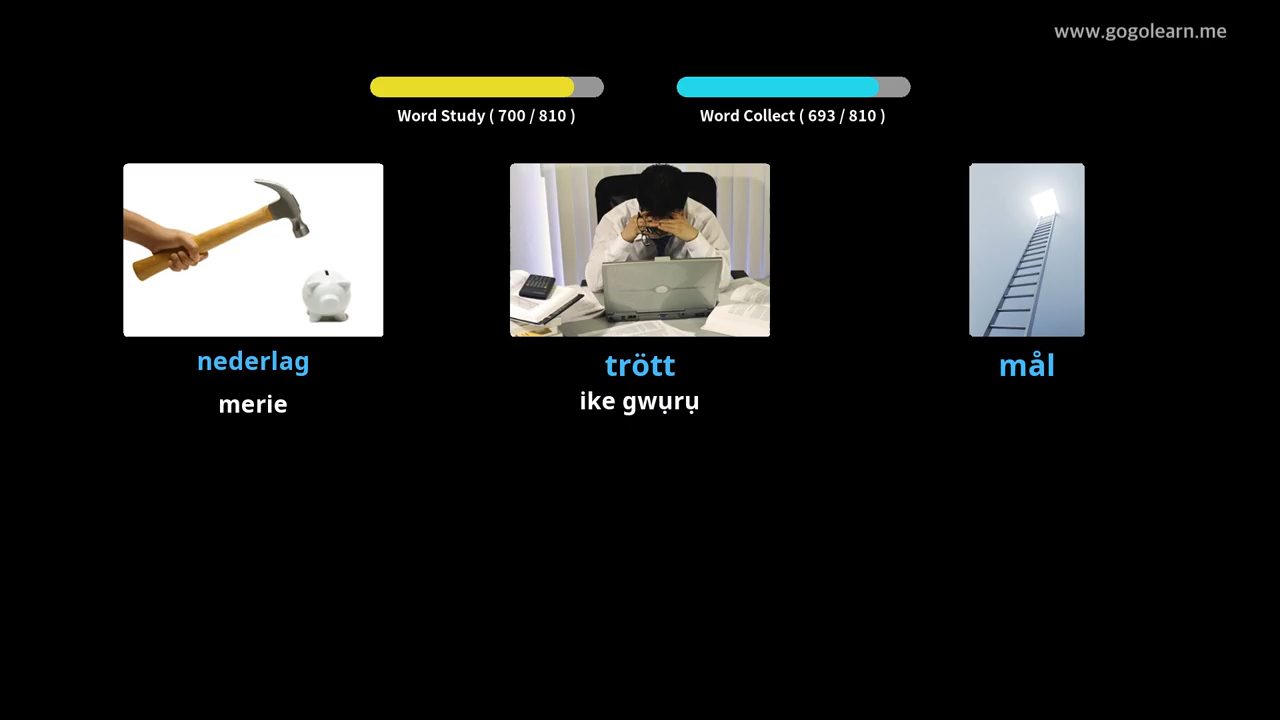 www.gogolearn.me
Word Study ( 700 / 810 )
Word Collect ( 693 / 810 )
nederlag
merie
trött
ike gwụrụ
mål